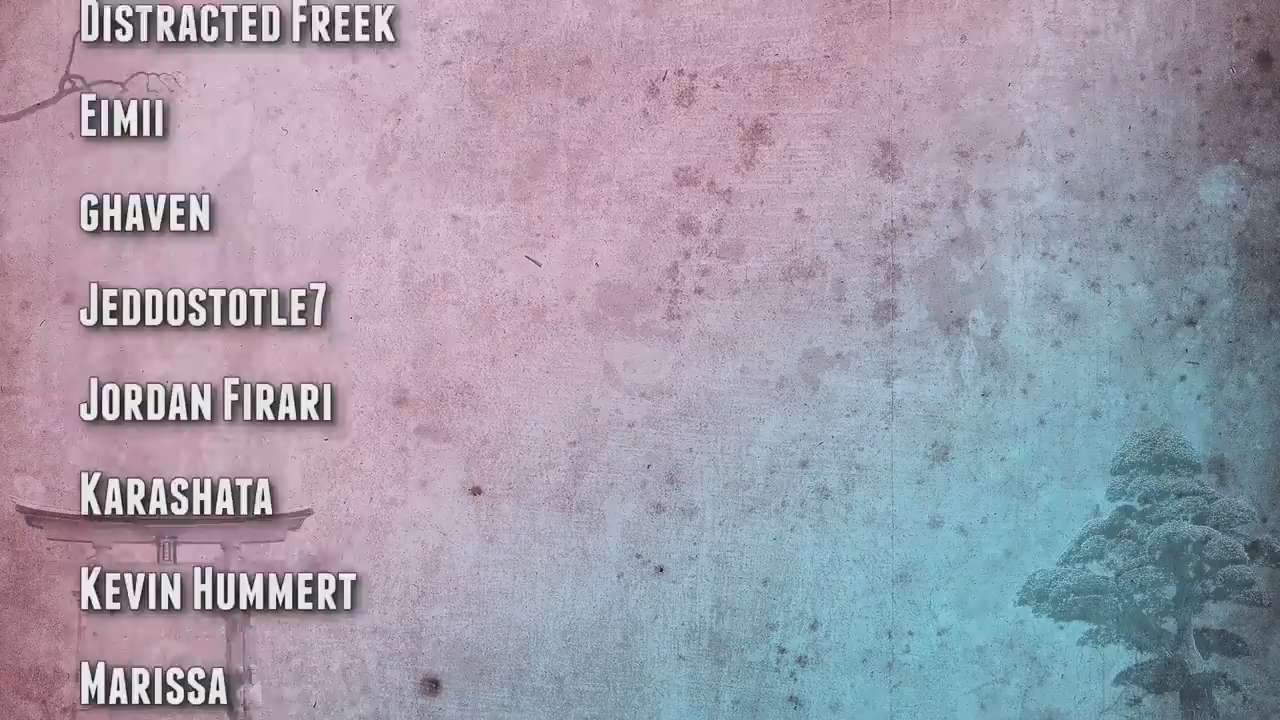 Distracted Freek
Eimii
ghaven
Jeddostotle7
Jordan Firari
Karashata
Kevin Hummert
Marissa